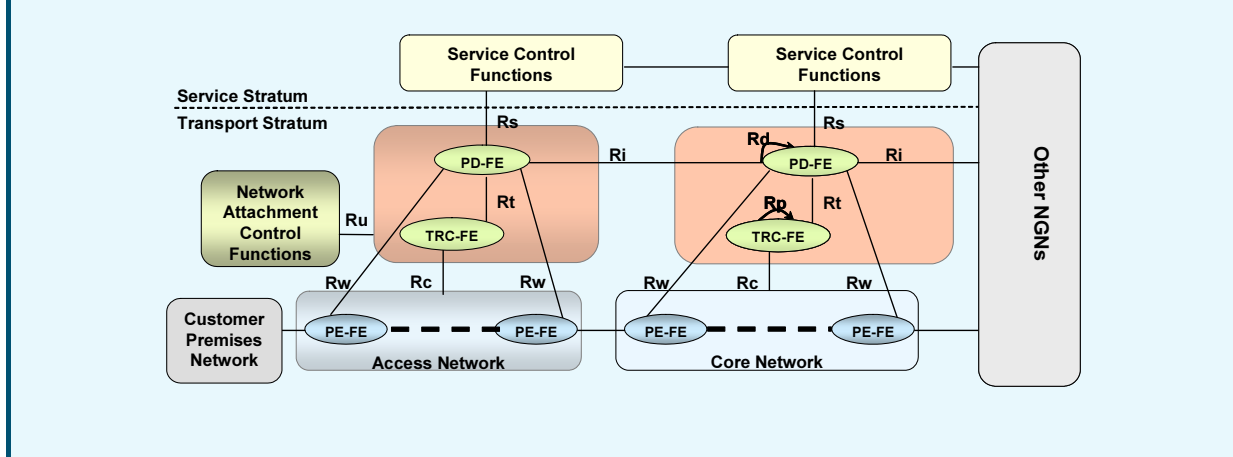 Service Control
Functions
Service Control
Functions
Service Stratum
Transport Stratum
Rs
Rs
Rd
PD-FE
Ri
PD-FE
Ri
Network
Attachment
Control
Functions
Ru
Rt
TRC-FE
Rp
Rt
TRC-FE
Other NGNs
Rw
Rc
Rw
Rw
Rc
Rw
Customer
Premises
Network
PE-FE
PE-FE
PE-FE
PE-FE
Access Network
Core Network